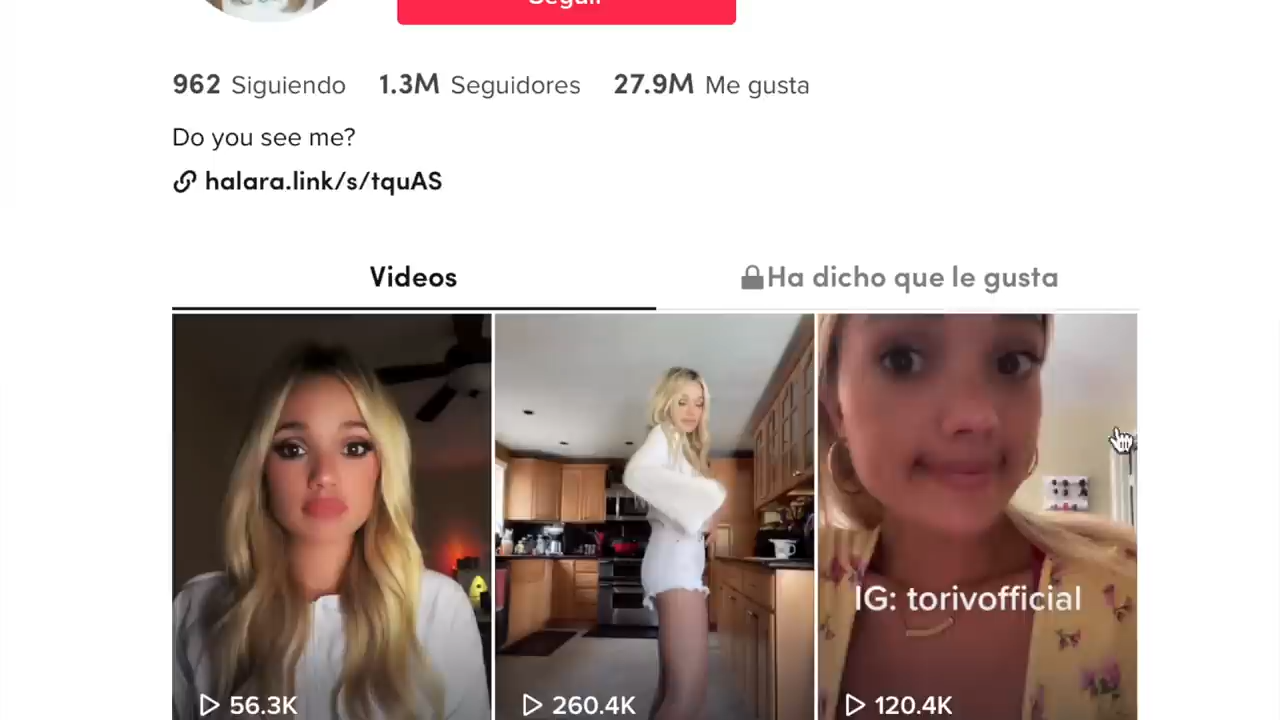 Seguir
962 Siguiendo 1.3M Seguidores 27.9M Me gusta
Do you see me?
halara.link/s/tquAS
Videos Ha dicho que le gusta
IG: torivofficial
56.3K 260.4K 120.4K